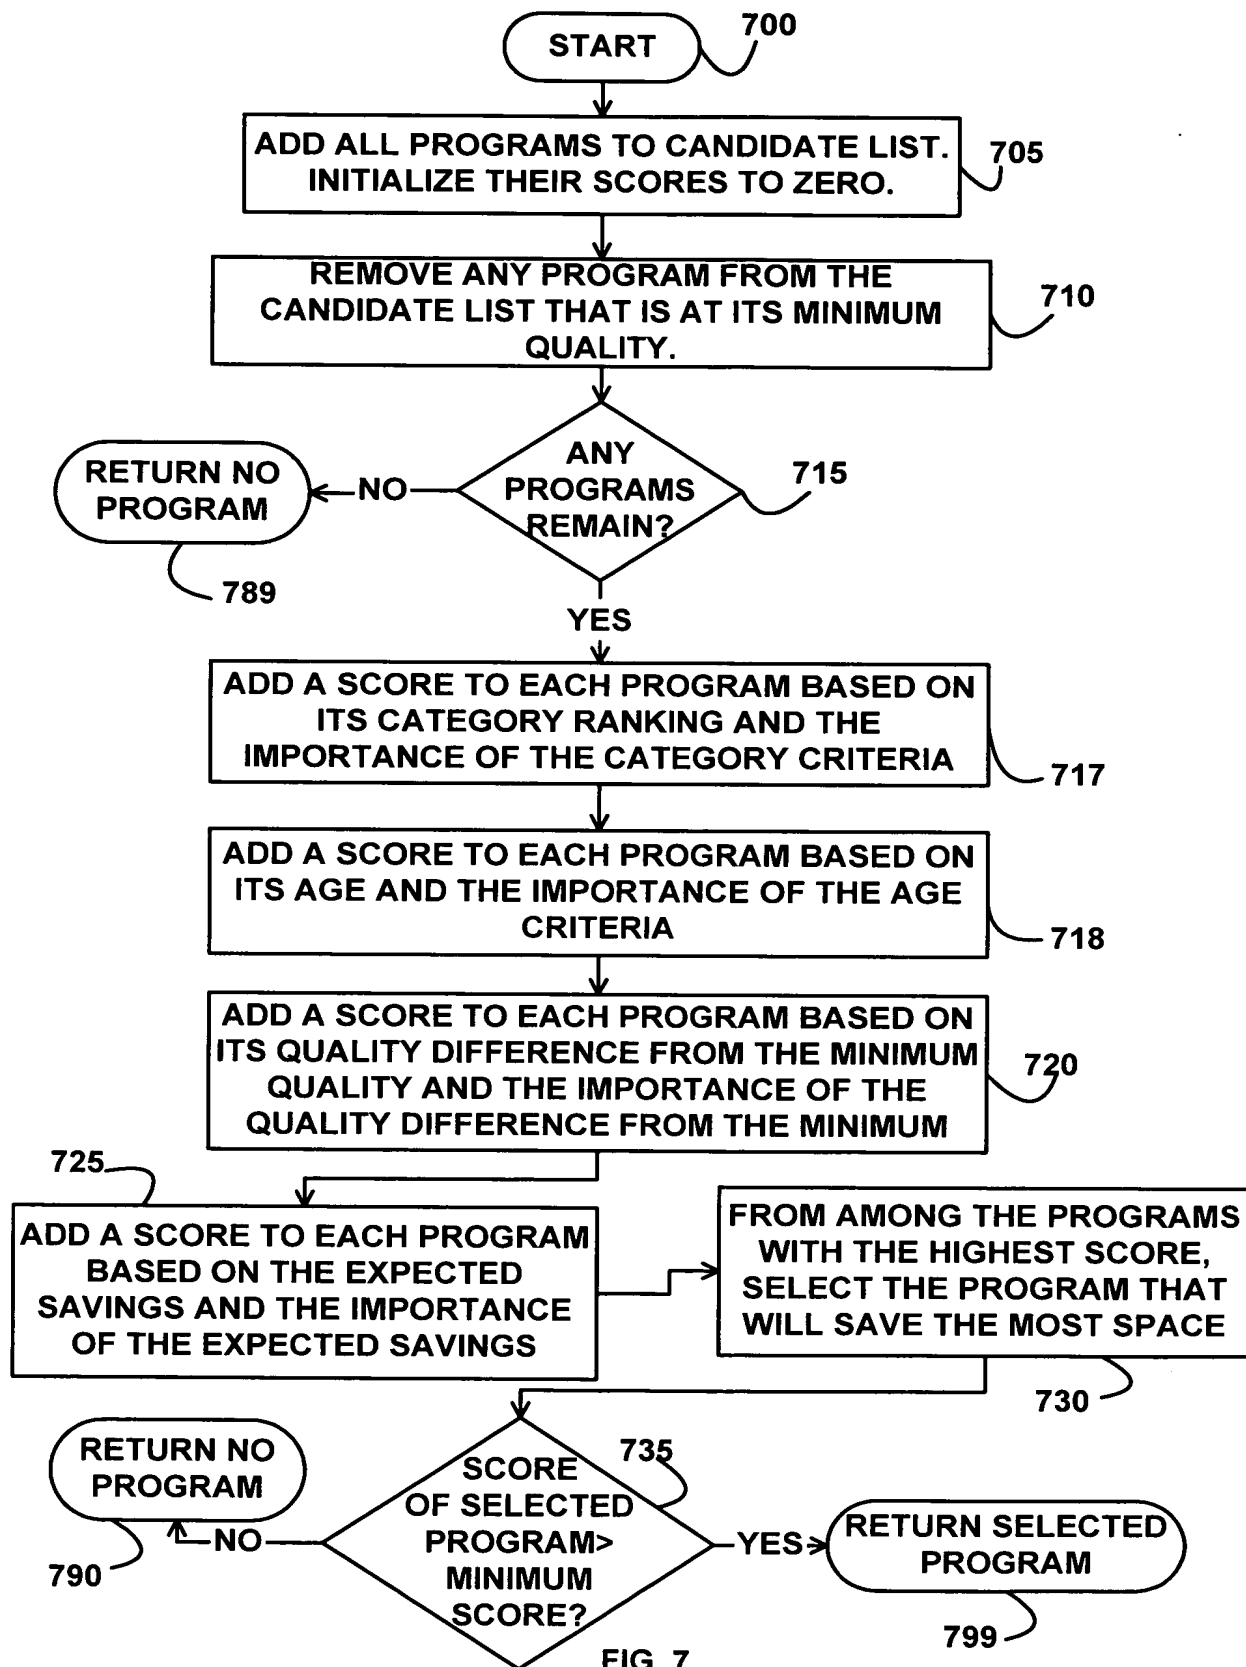 START
700
ADD ALL PROGRAMS TO CANDIDATE LIST.
INITIALIZE THEIR SCORES TO ZERO.
705
REMOVE ANY PROGRAM FROM THE
CANDIDATE LIST THAT IS AT ITS MINIMUM
QUALITY.
710
ANY
PROGRAMS
REMAIN?
715
NO
RETURN NO
PROGRAM
789
YES
ADD A SCORE TO EACH PROGRAM BASED ON
ITS CATEGORY RANKING AND THE
IMPORTANCE OF THE CATEGORY CRITERIA
717
ADD A SCORE TO EACH PROGRAM BASED ON
ITS AGE AND THE IMPORTANCE OF THE AGE
CRITERIA
718
ADD A SCORE TO EACH PROGRAM BASED ON
ITS QUALITY DIFFERENCE FROM THE MINIMUM
QUALITY AND THE IMPORTANCE OF THE
QUALITY DIFFERENCE FROM THE MINIMUM
720
725
ADD A SCORE TO EACH PROGRAM
BASED ON THE EXPECTED
SAVINGS AND THE IMPORTANCE
OF THE EXPECTED SAVINGS
FROM AMONG THE PROGRAMS
WITH THE HIGHEST SCORE,
SELECT THE PROGRAM THAT
WILL SAVE THE MOST SPACE
730
SCORE
OF SELECTED
PROGRAM>
MINIMUM
SCORE?
735
NO
RETURN NO
PROGRAM
790
YES
RETURN SELECTED
PROGRAM
799
FIG. 7